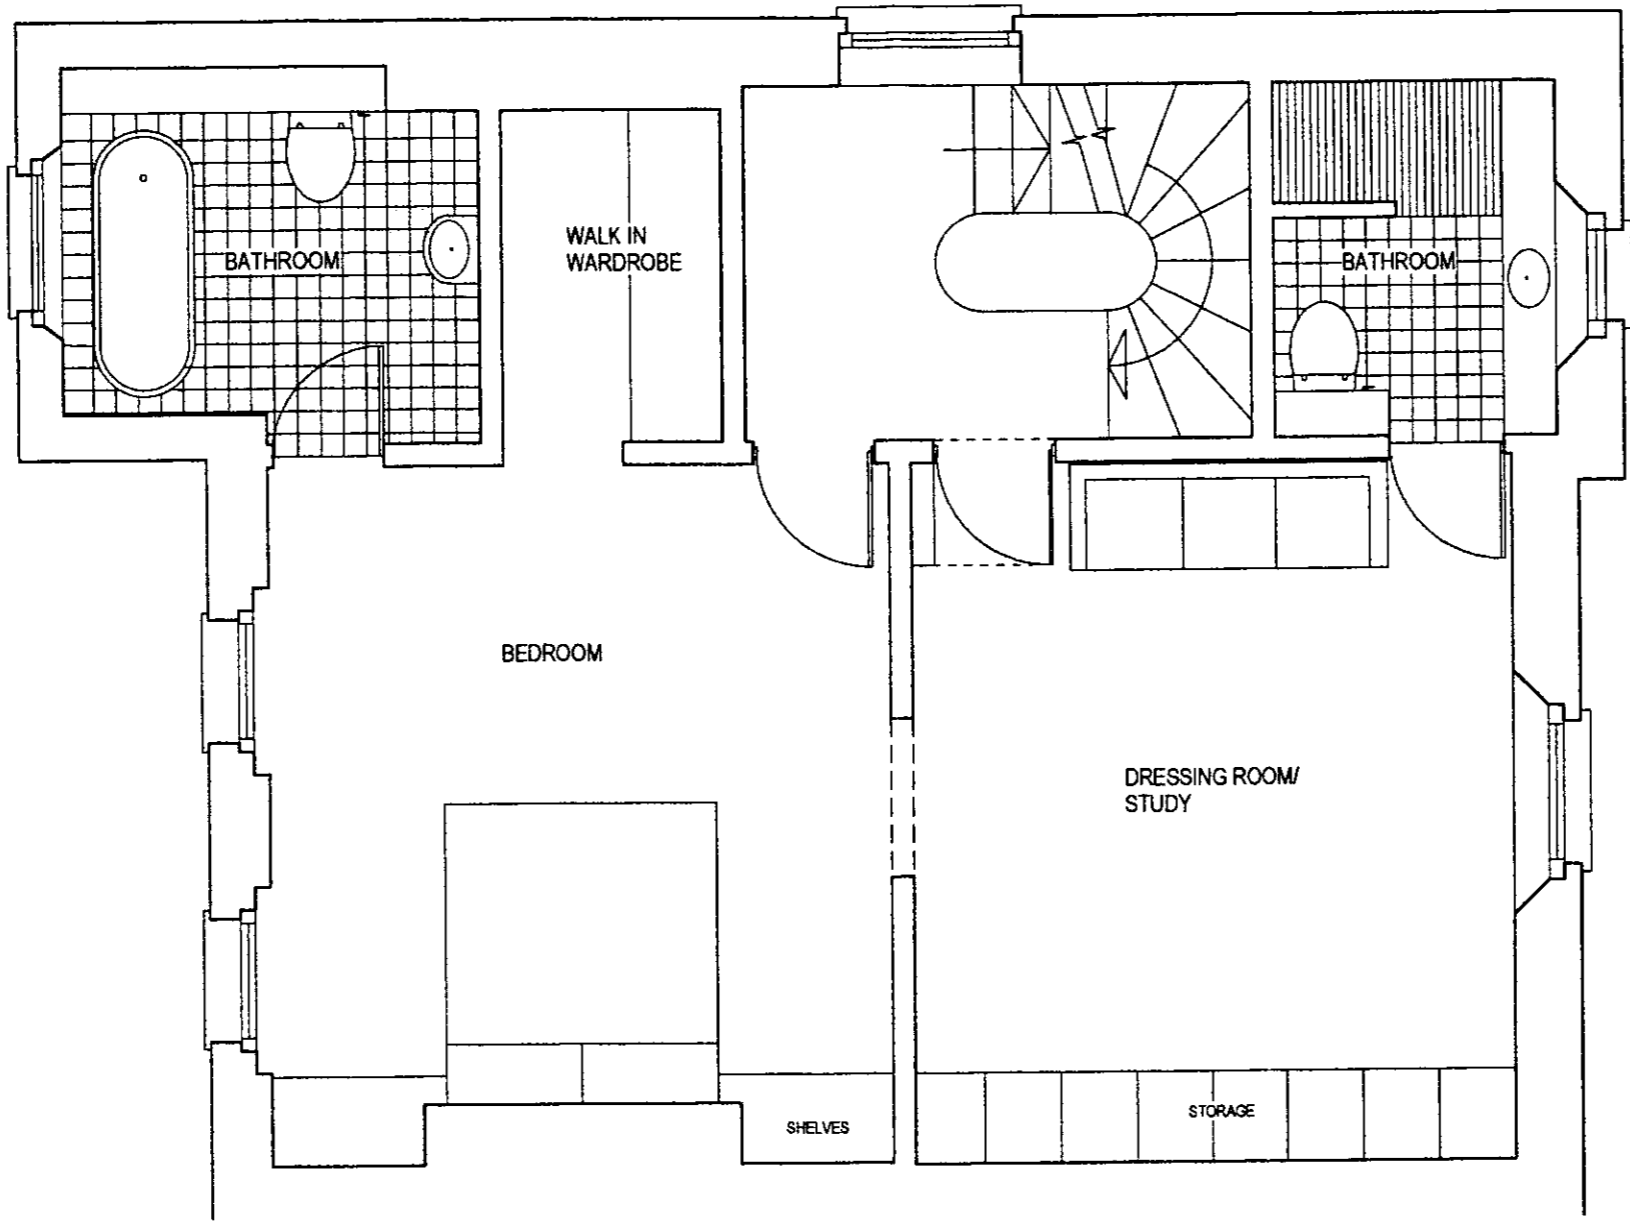 BATHROOM
WALK IN
WARDROBE
BATHROOM
BEDROOM
DRESSING ROOM/
STUDY
SHELVES
STORAGE